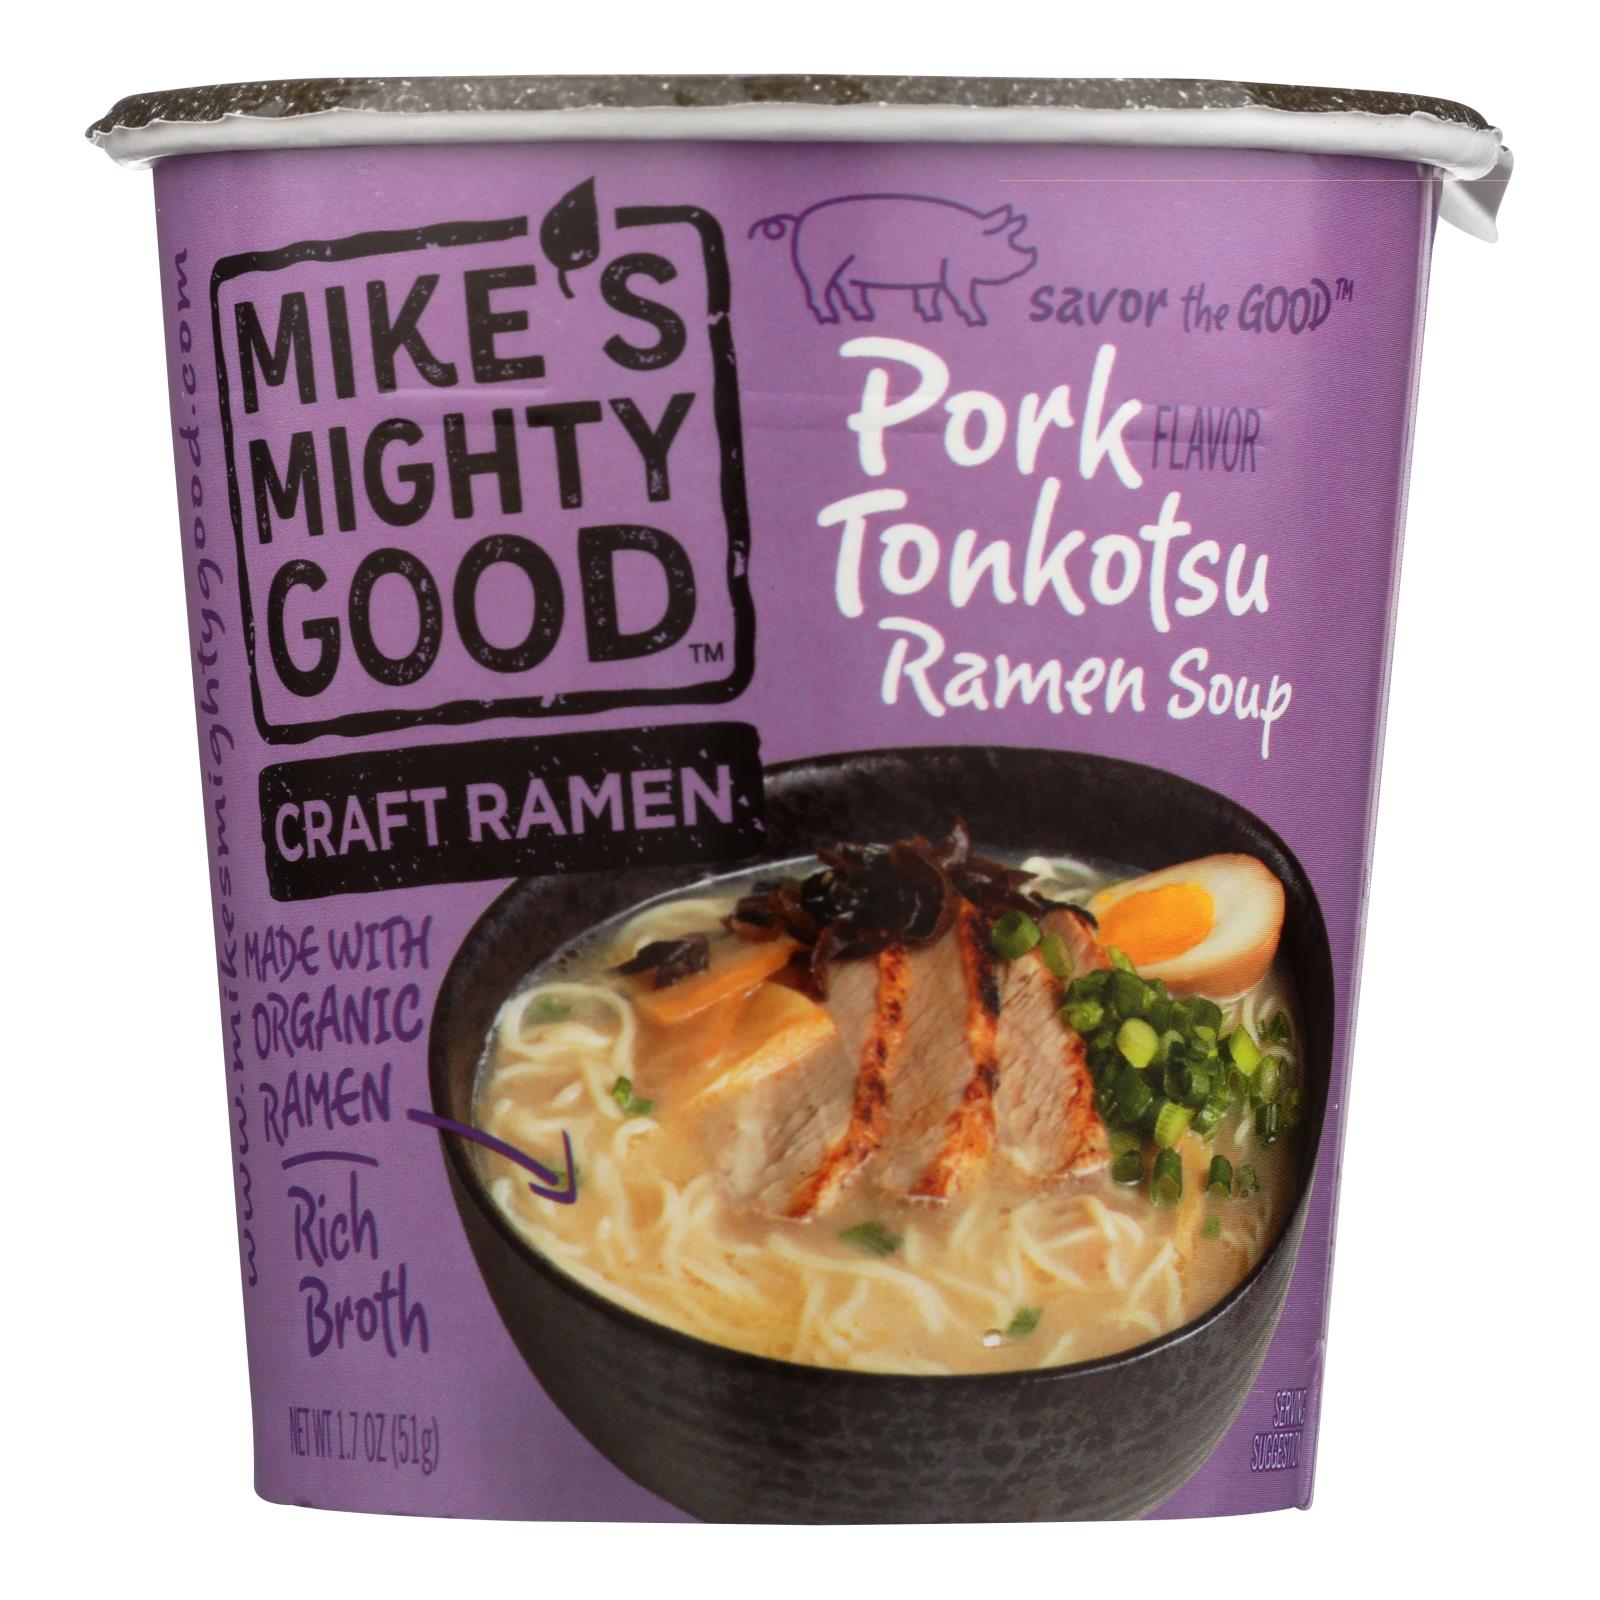 www.mikesmightygood.com
MIKE'S
MIGHTY
GOOD™
CRAFT RAMEN
savor the GOOD™
Pork FLAVOR
Tonkotsu
Ramen Soup
MADE WITH
ORGANIC
RAMEN
Rich
Broth
NET WT 1.7 OZ (51g)
SERVING
SUGGESTION